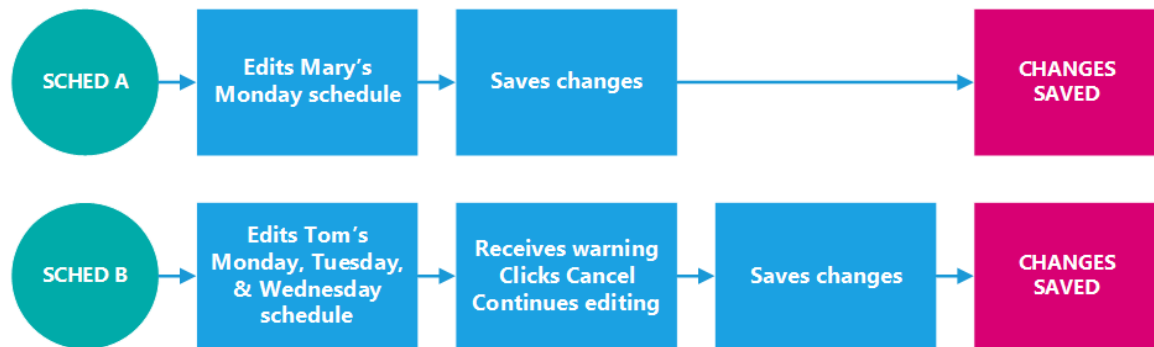 SCHED A
Edits Mary's
Monday schedule
Saves changes
CHANGES
SAVED
SCHED B
Edits Tom's
Monday, Tuesday,
& Wednesday
schedule
Receives warning
Clicks Cancel
Continues editing
Saves changes
CHANGES
SAVED